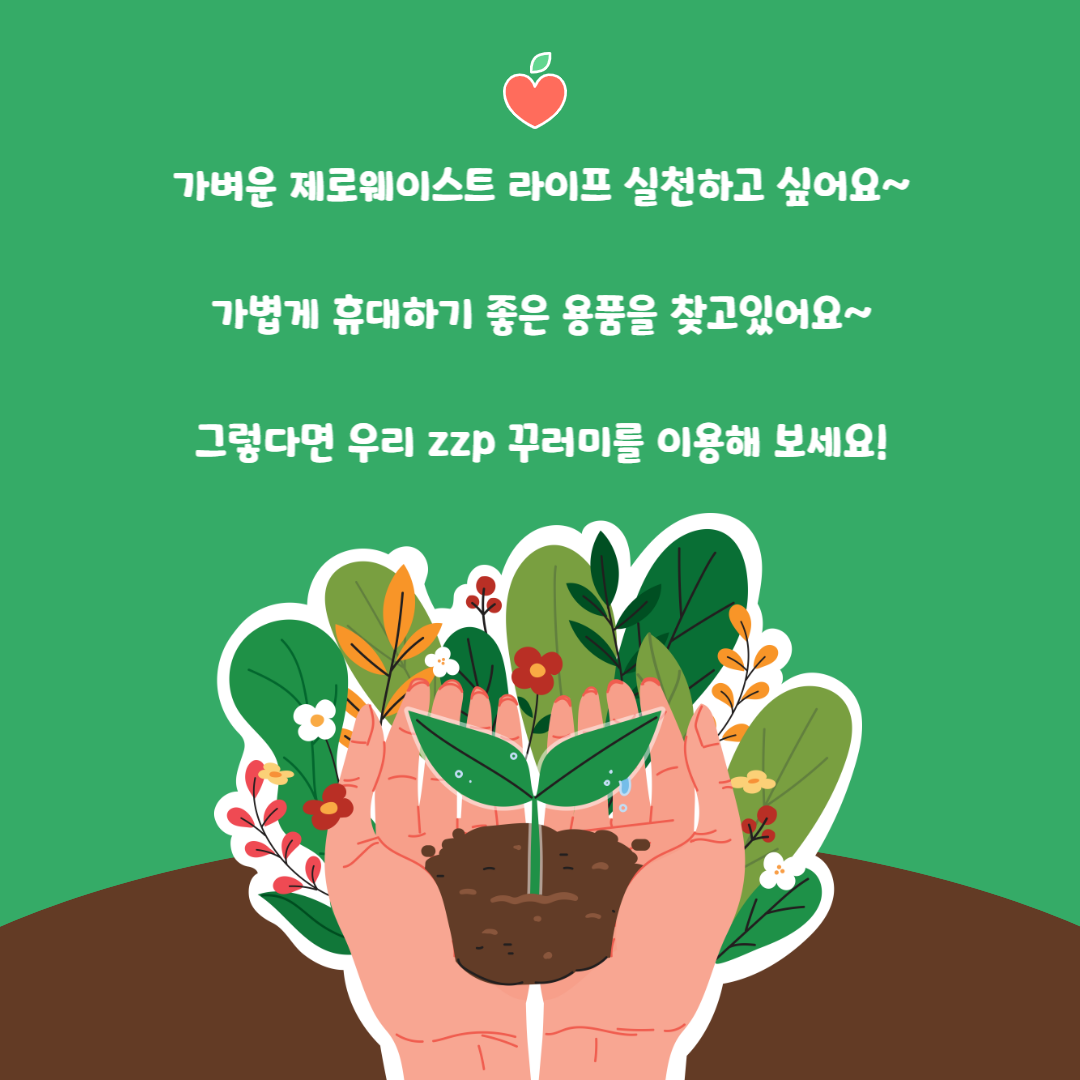 가벼운 제로웨이스트 라이프 실천하고 싶어요~
가볍게 휴대하기 좋은 용품을 찾고있어요~
그렇다면 우리 zzp 꾸러미를 이용해 보세요!